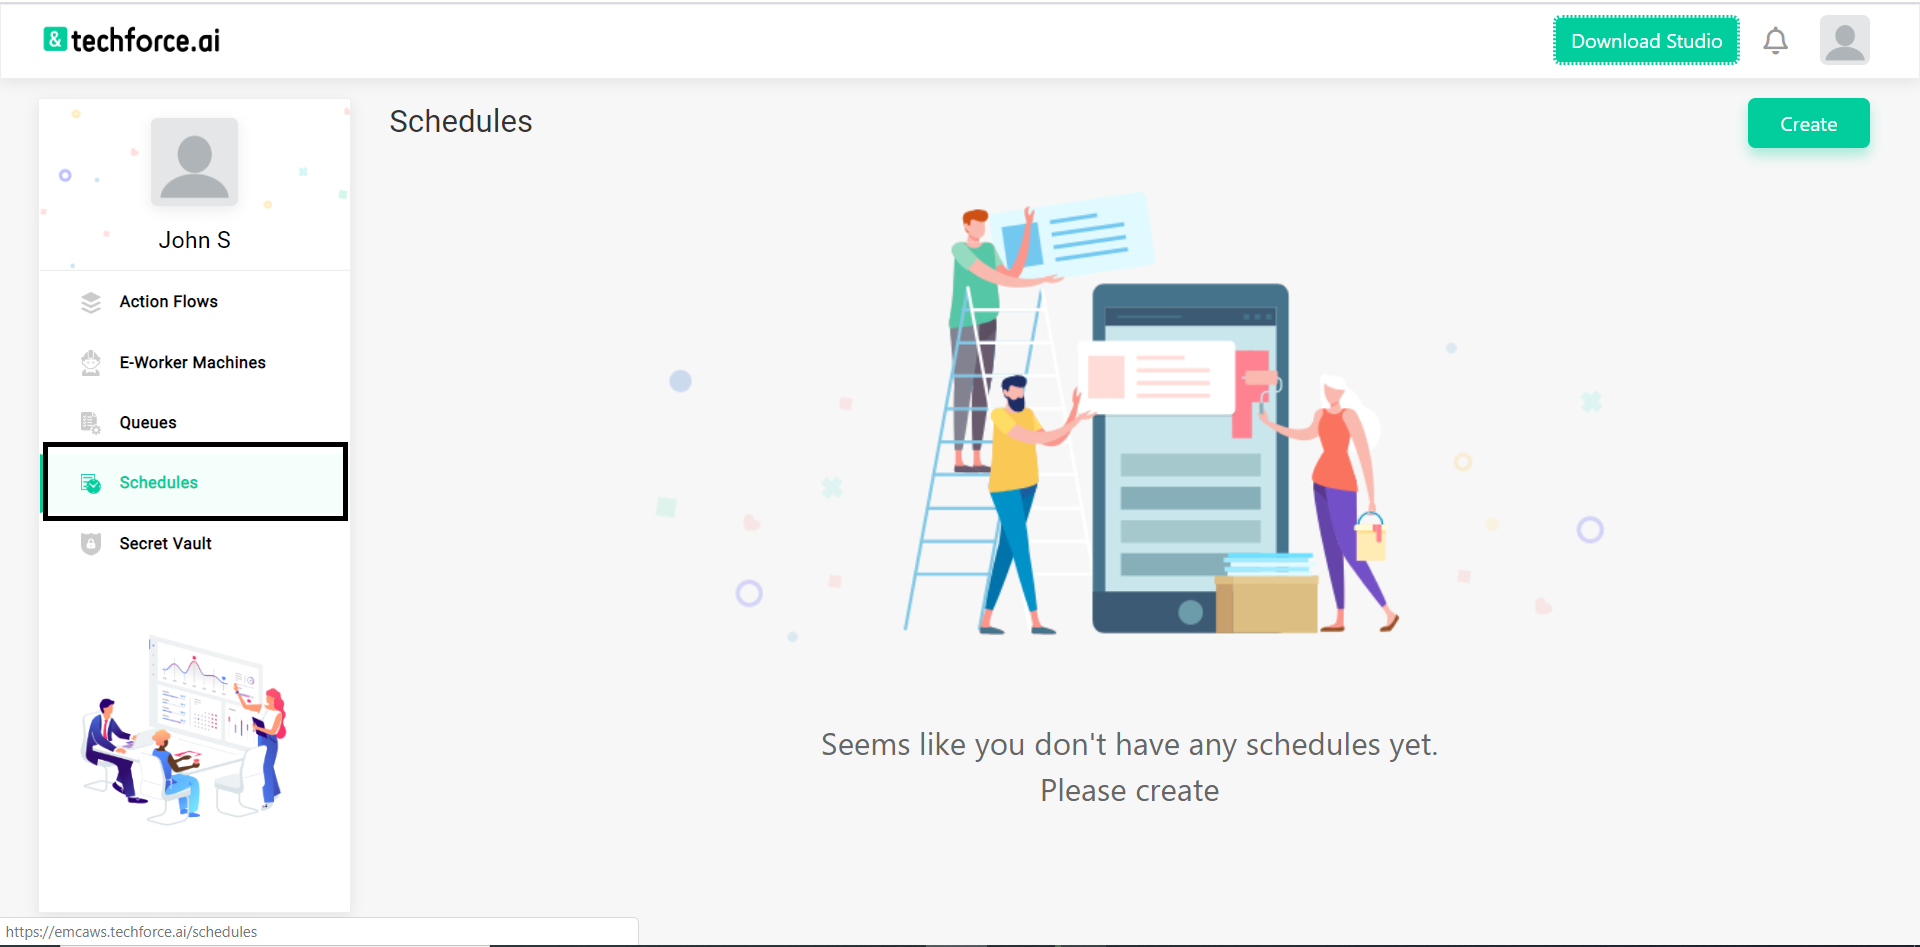 & techforce.ai
Download Studio
Schedules
Create
John S
Action Flows
E-Worker Machines
Queues
Schedules
Secret Vault
Seems like you don't have any schedules yet.
Please create
https://emcaws.techforce.ai/schedules